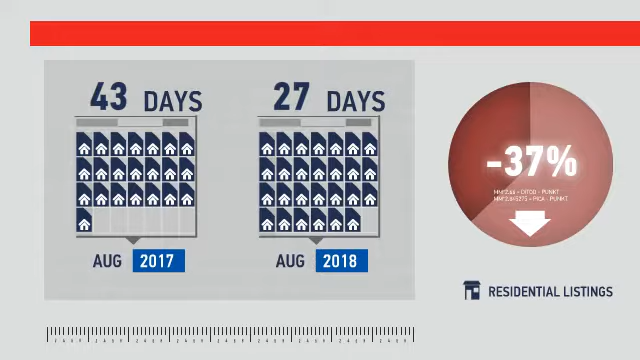 43 DAYS
27 DAYS
AUG 2017
AUG 2018
-37%
RESIDENTIAL LISTINGS